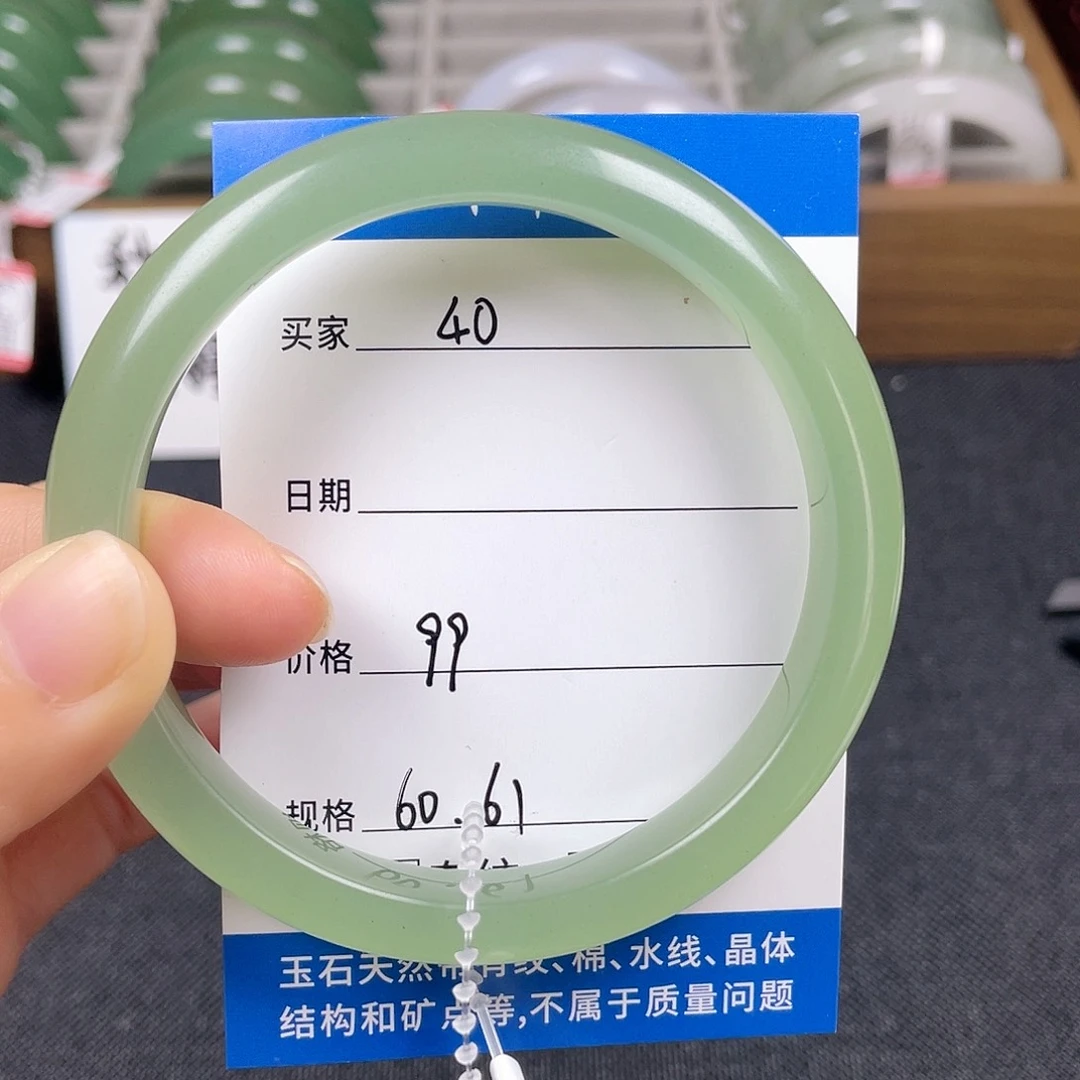 买家 40
日期
价格 99
规格 60.61
玉石天然带有纹、棉、水线、晶体
结构和矿点等,不属于质量问题